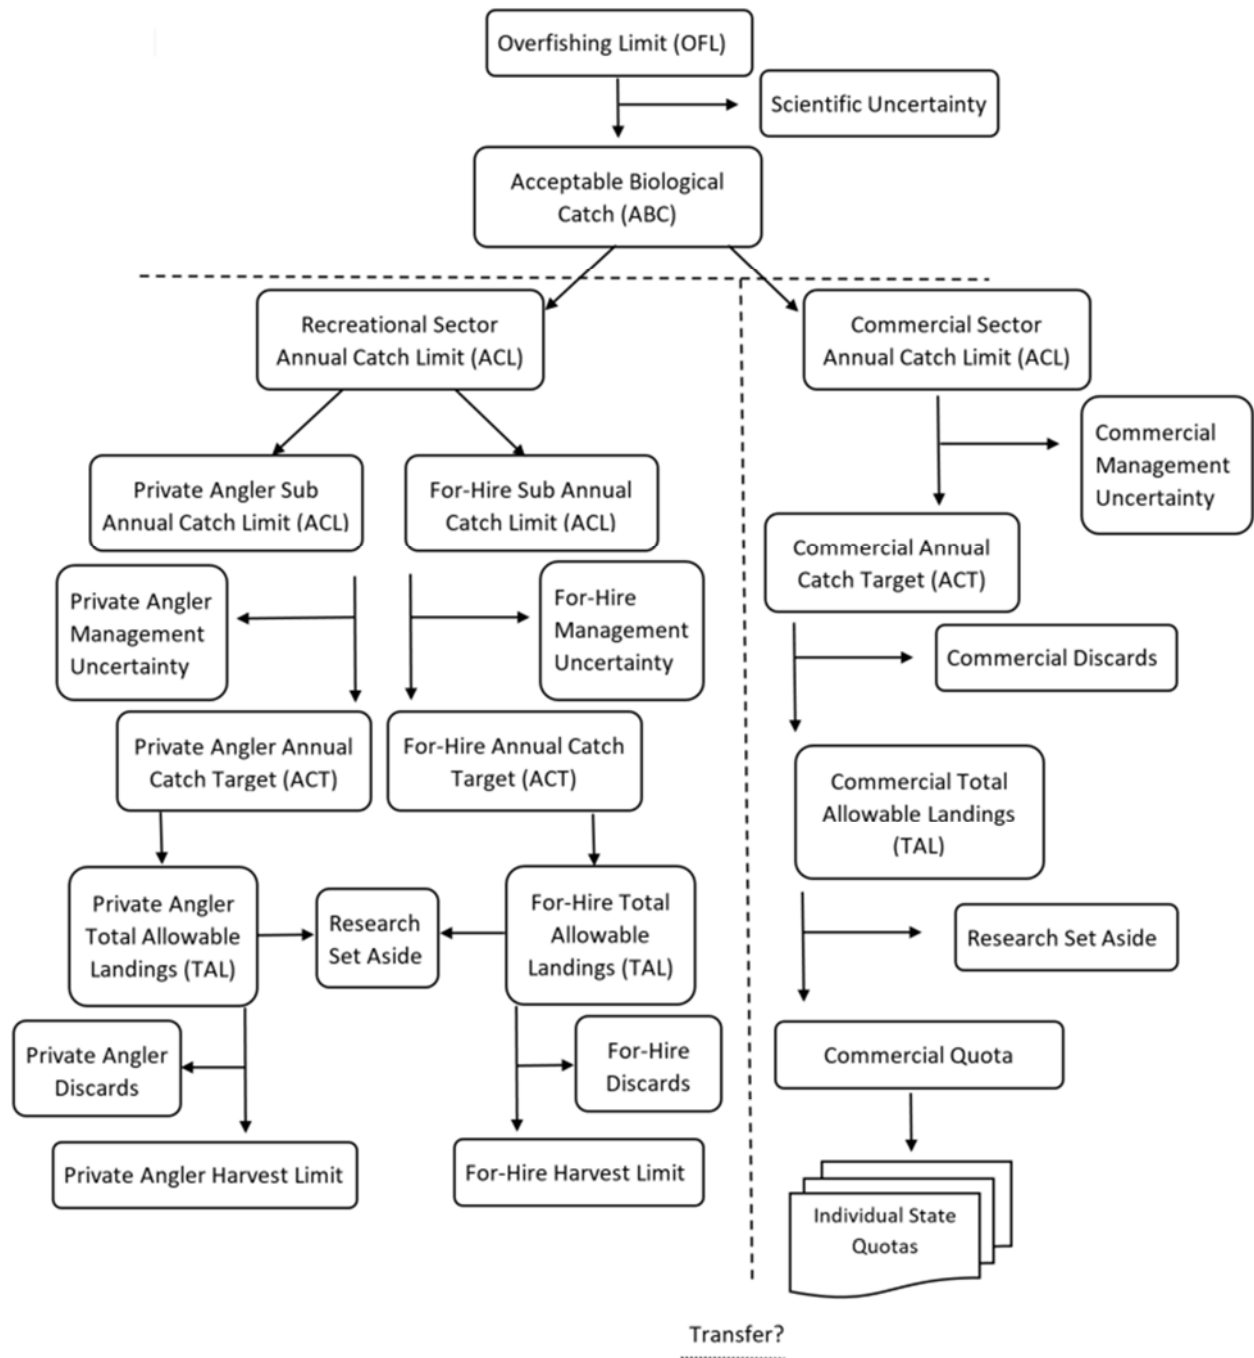 Overfishing Limit (OFL)
Scientific Uncertainty
Acceptable Biological
Catch (ABC)
Recreational Sector
Annual Catch Limit (ACL)
Commercial Sector
Annual Catch Limit (ACL)
Commercial
Management
Uncertainty
Private Angler Sub
Annual Catch Limit (ACL)
For-Hire Sub Annual
Catch Limit (ACL)
Commercial Annual
Catch Target (ACT)
Private Angler
Management
Uncertainty
For-Hire
Management
Uncertainty
Commercial Discards
Private Angler Annual
Catch Target (ACT)
For-Hire Annual Catch
Target (ACT)
Commercial Total
Allowable Landings
(TAL)
Private Angler
Total Allowable
Landings (TAL)
Research
Set Aside
For-Hire Total
Allowable
Landings (TAL)
Research Set Aside
Private Angler
Discards
For-Hire
Discards
Commercial Quota
Private Angler Harvest Limit
For-Hire Harvest Limit
Individual State
Quotas
Transfer?